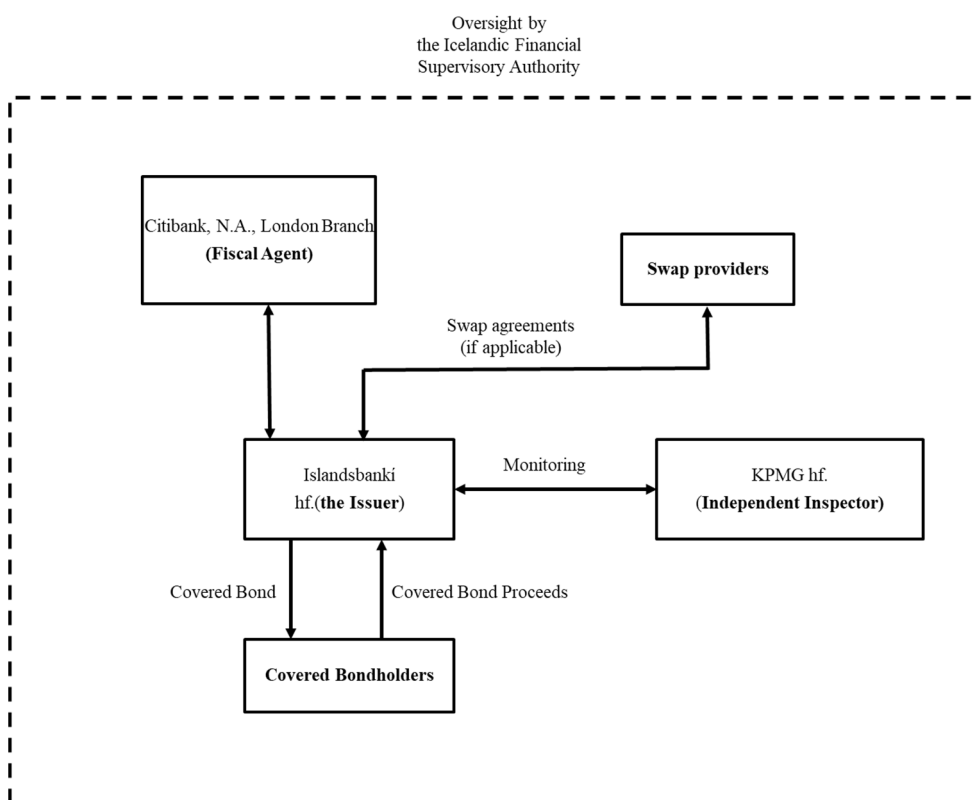 Oversight by
the Icelandic Financial
Supervisory Authority
Citibank, N.A., London Branch
(Fiscal Agent)
Swap providers
Swap agreements
(if applicable)
Islandsbankí
hf.(the Issuer)
Monitoring
KPMG hf.
(Independent Inspector)
Covered Bond
Covered Bond Proceeds
Covered Bondholders